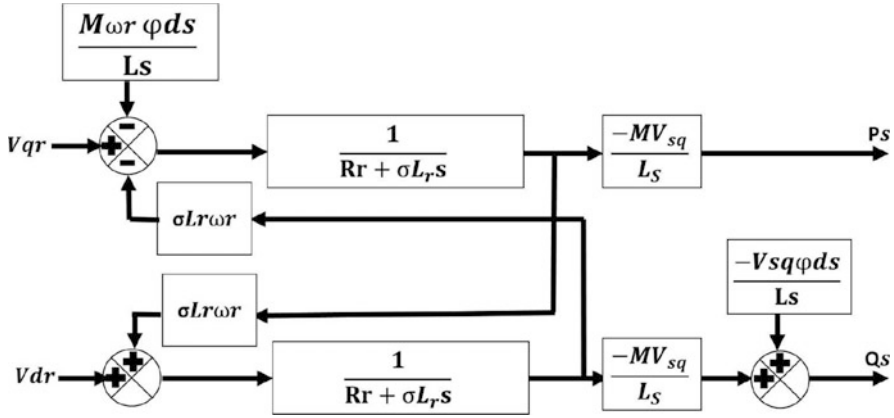 Mωr φds
Ls
Vqr
1
Rr + σLᵣs
−MVₛq
Lₛ
Ps
σLrωr
−Vsqφds
Ls
σLrωr
Vdr
1
Rr + σLᵣs
−MVₛq
Lₛ
Qs